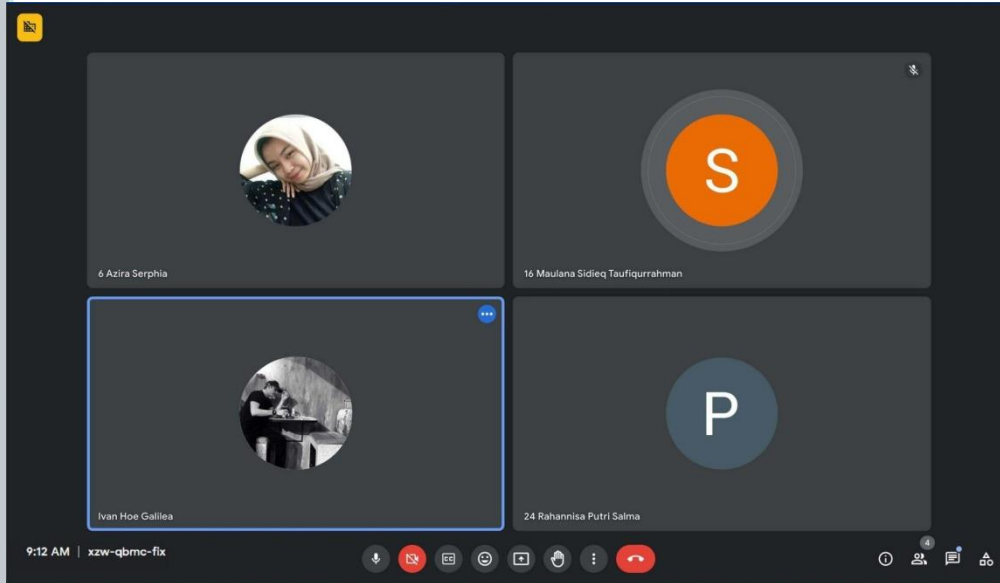 S
6 Azira Serphia
16 Maulana Sidieq Taufiqurrahman
P
Ivan Hoe Galilea
24 Rahannisa Putri Salma
9:12 AM | xzw-qbmc-fix
CC
4